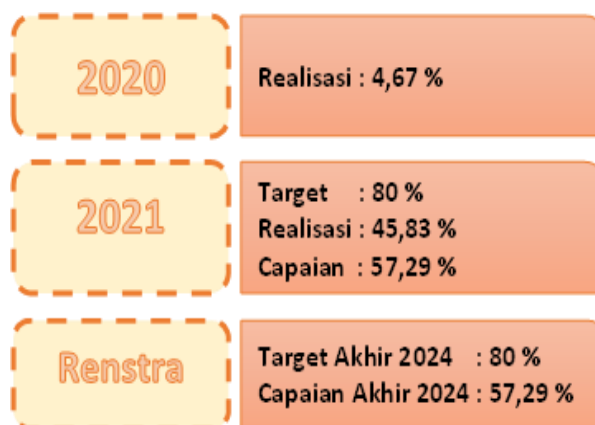 2020
Realisasi : 4,67 %
2021
Target : 80 %
Realisasi : 45,83 %
Capaian : 57,29 %
Renstra
Target Akhir 2024 : 80 %
Capaian Akhir 2024 : 57,29 %